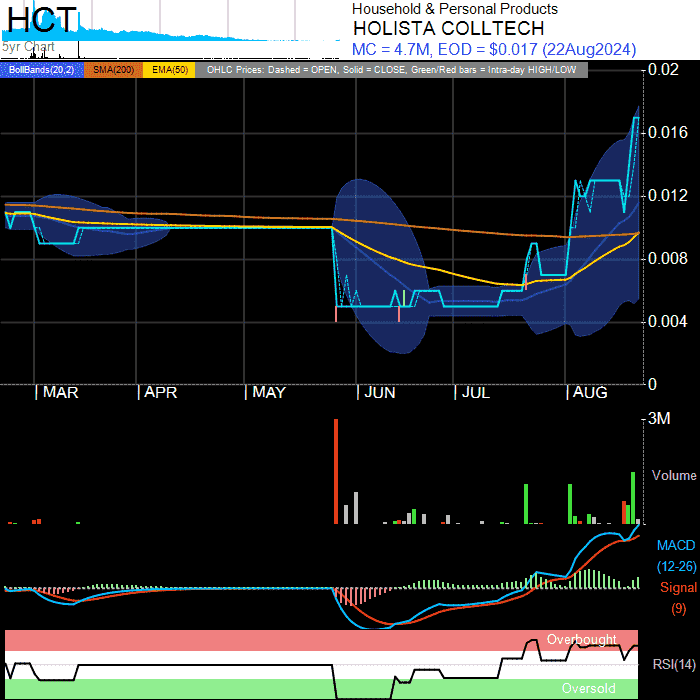 HCT
5yr Chart
Household & Personal Products
HOLISTA COLLTECH
MC = 4.7M, EOD = $0.017 (22Aug2024)
BollBands(20,2) SMA(200) EMA(50) OHLC Prices: Dashed = OPEN, Solid = CLOSE, Green/Red bars = Intra-day HIGH/LOW
0.02
0.016
0.012
0.008
0.004
0
| MAR | APR | MAY | JUN | JUL | AUG
3M
Volume
MACD
(12-26)
Signal
(9)
Overbought
RSI(14)
Oversold